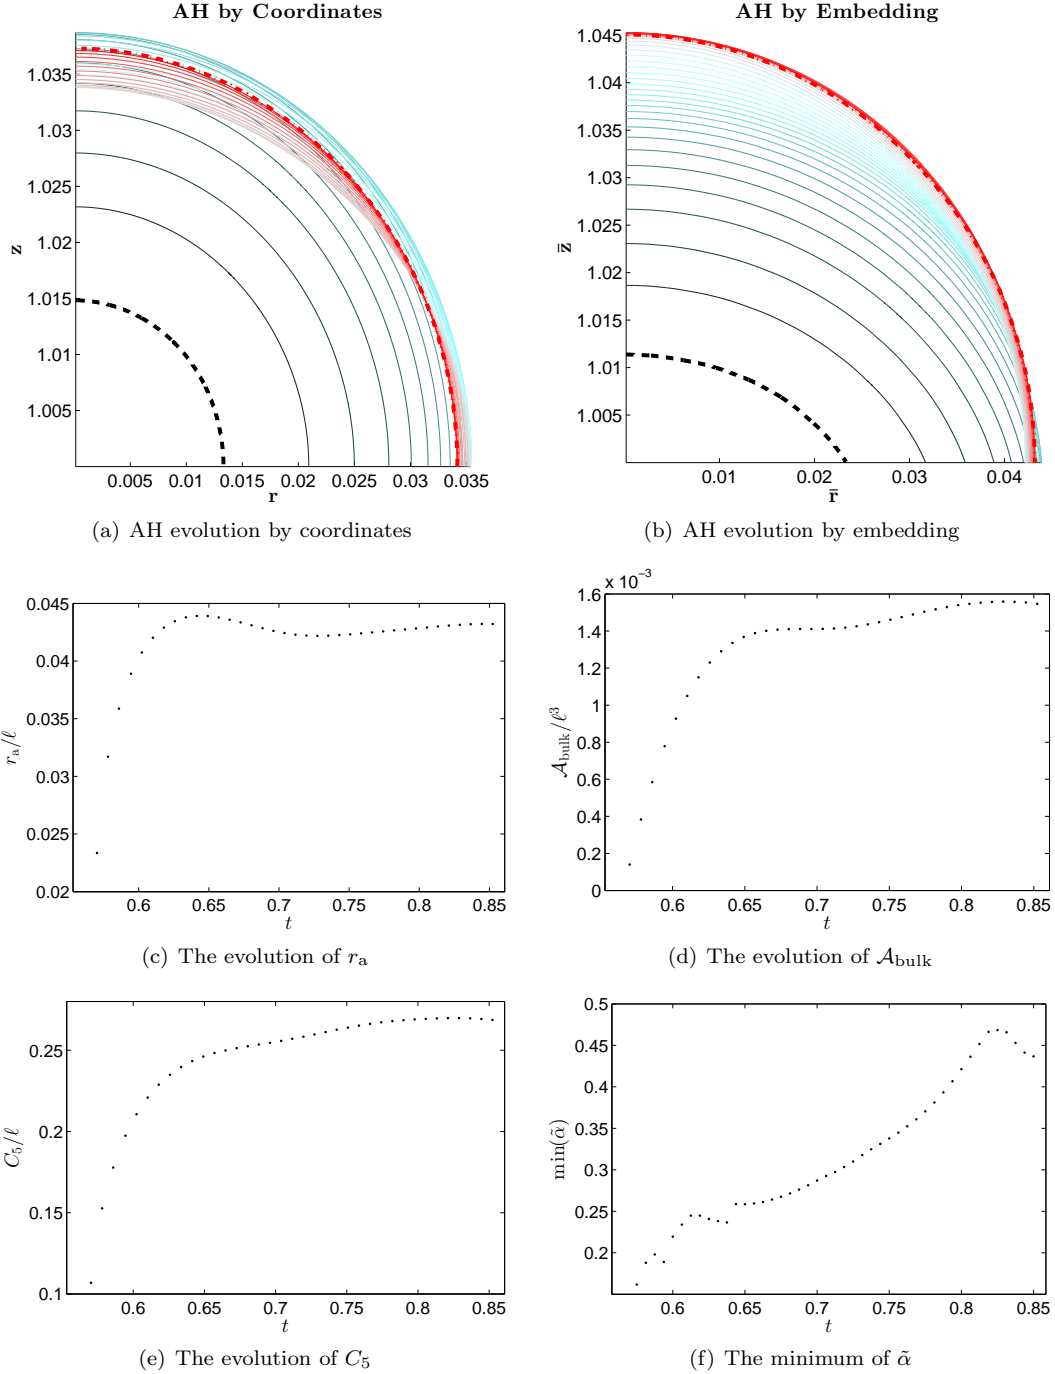 AH by Coordinates
1.035
1.03
1.025
1.02
1.015
1.01
1.005
z
0.005 0.01 0.015 0.02 0.025 0.03 0.035
r
(a) AH evolution by coordinates
AH by Embedding
1.045
1.04
1.035
1.03
1.025
1.02
1.015
1.01
1.005
z̄
0.01 0.02 0.03 0.04
r̄
(b) AH evolution by embedding
0.045
0.04
0.035
0.03
0.025
0.02
rₐ/ℓ
0.6 0.65 0.7 0.75 0.8 0.85
t
(c) The evolution of rₐ
x 10⁻³
1.6
1.4
1.2
1
0.8
0.6
0.4
0.2
0
𝒜bulk/ℓ³
0.6 0.65 0.7 0.75 0.8 0.85
t
(d) The evolution of 𝒜bulk
0.25
0.2
0.15
0.1
C₅/ℓ
0.6 0.65 0.7 0.75 0.8 0.85
t
(e) The evolution of C₅
0.5
0.45
0.4
0.35
0.3
0.25
0.2
min(α̃)
0.6 0.65 0.7 0.75 0.8 0.85
t
(f) The minimum of α̃